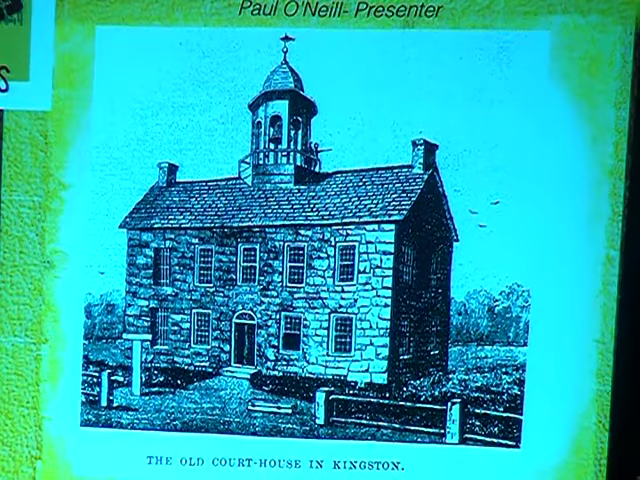 Paul O'Neill- Presenter
S
THE OLD COURT-HOUSE IN KINGSTON.